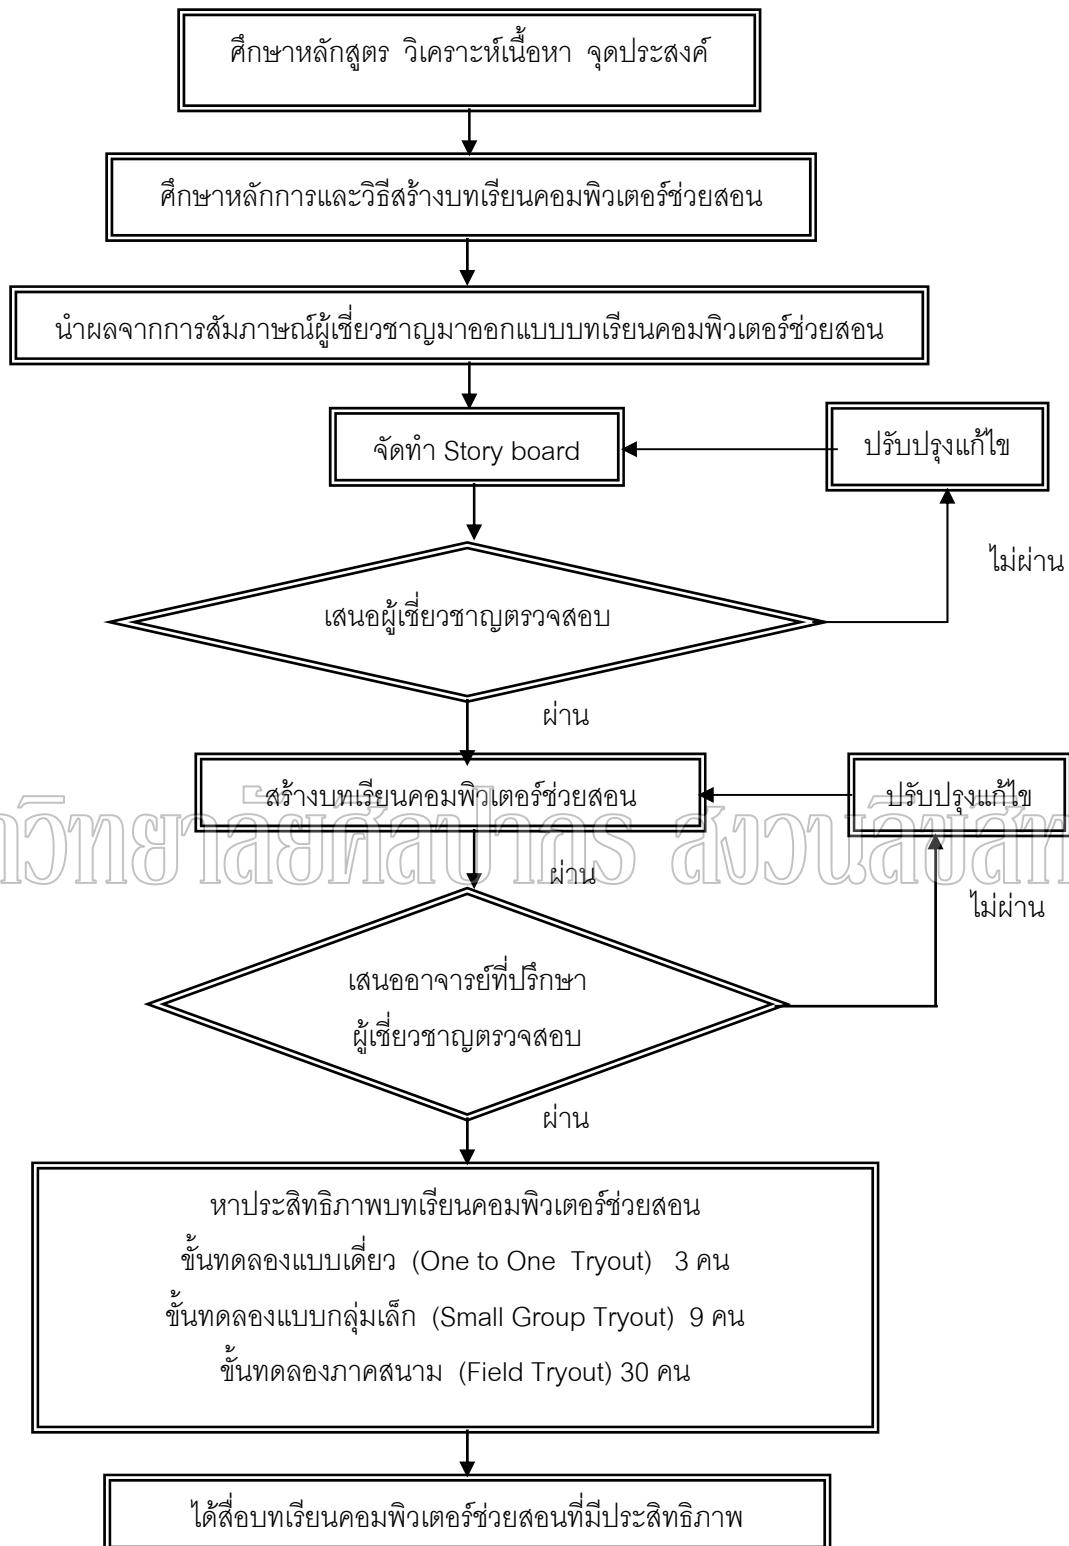 ศึกษาหลักสูตร วิเคราะห์เนื้อหา จุดประสงค์
ศึกษาหลักการและวิธีสร้างบทเรียนคอมพิวเตอร์ช่วยสอน
นำผลจากการสัมภาษณ์ผู้เชี่ยวชาญมาออกแบบบทเรียนคอมพิวเตอร์ช่วยสอน
จัดทำ Story board
ปรับปรุงแก้ไข
ไม่ผ่าน
เสนอผู้เชี่ยวชาญตรวจสอบ
ผ่าน
สร้างบทเรียนคอมพิวเตอร์ช่วยสอน
ปรับปรุงแก้ไข
ผ่าน
ไม่ผ่าน
เสนออาจารย์ที่ปรึกษา
ผู้เชี่ยวชาญตรวจสอบ
ผ่าน
หาประสิทธิภาพบทเรียนคอมพิวเตอร์ช่วยสอน
ขั้นทดลองแบบเดี่ยว (One to One Tryout) 3 คน
ขั้นทดลองแบบกลุ่มเล็ก (Small Group Tryout) 9 คน
ขั้นทดลองภาคสนาม (Field Tryout) 30 คน
ได้สื่อบทเรียนคอมพิวเตอร์ช่วยสอนที่มีประสิทธิภาพ